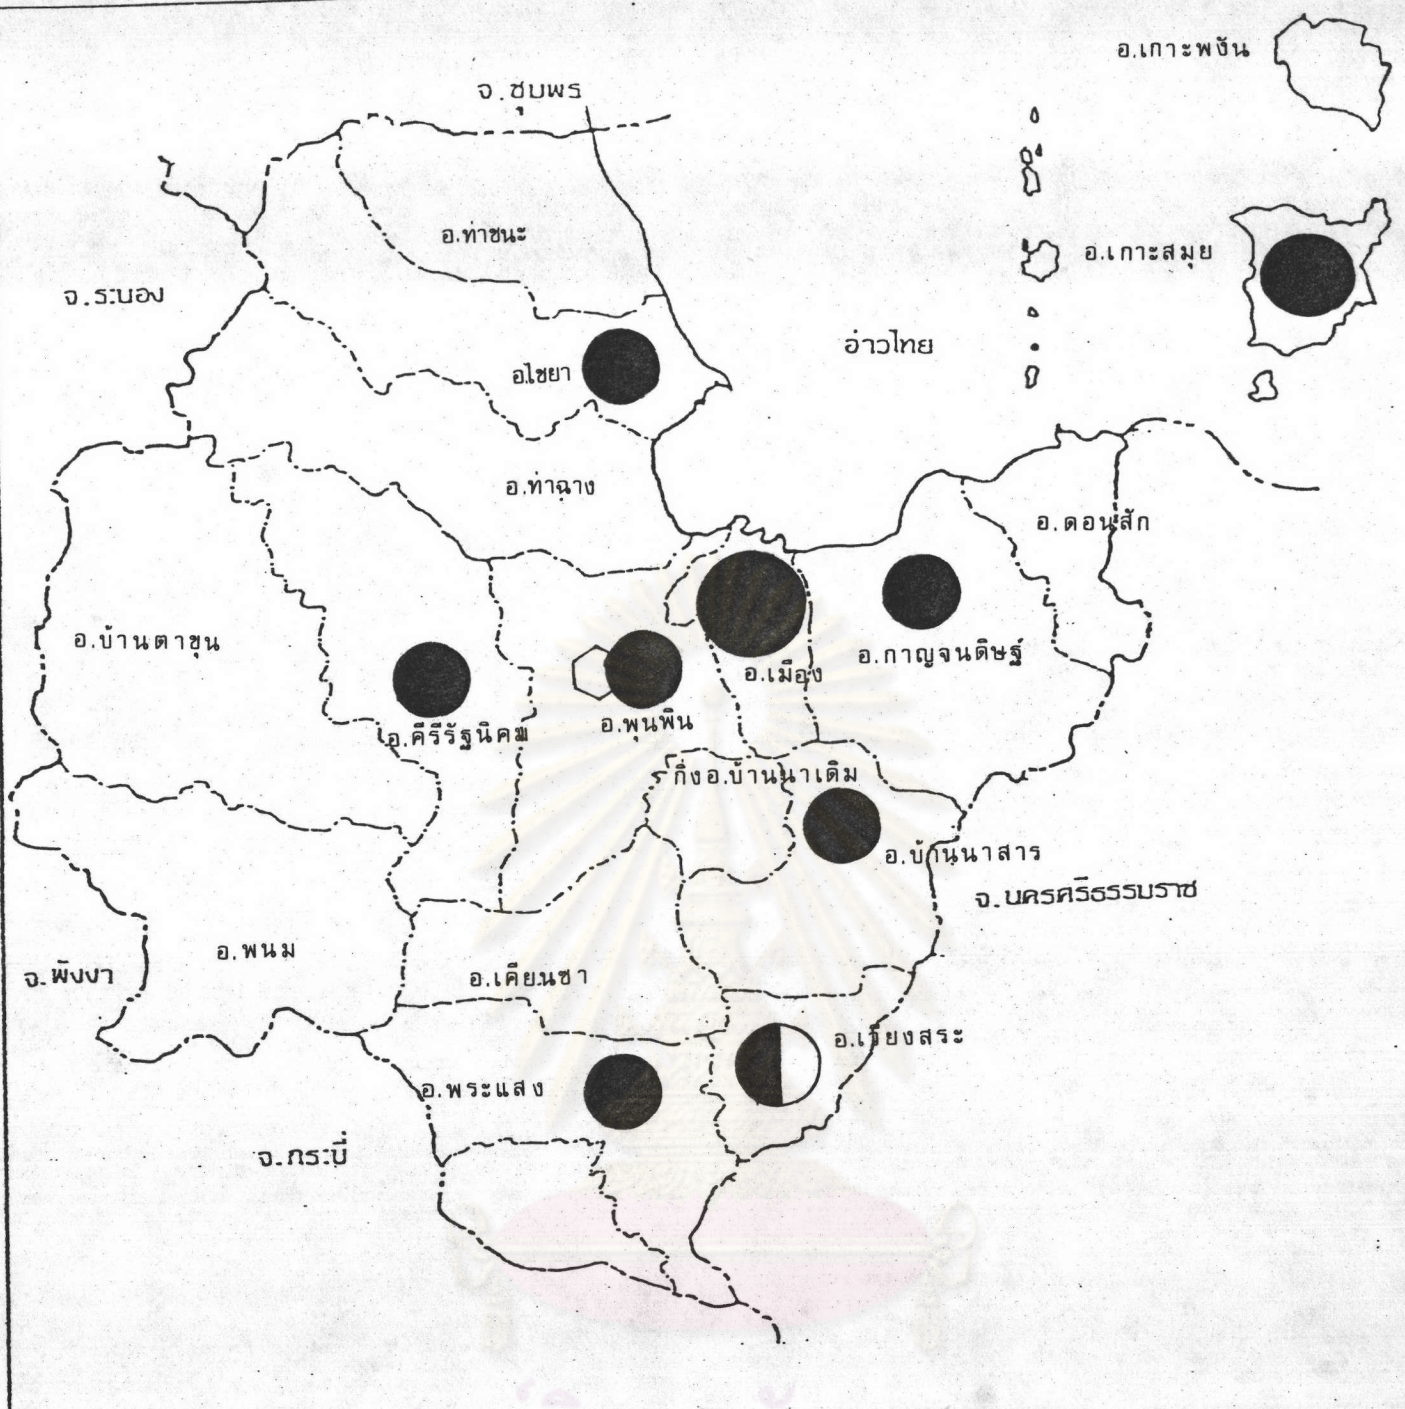 อ.เกาะพงัน
จ.ชุมพร
อ.ท่าชนะ
อ.เกาะสมุย
จ.ระนอง
อ่าวไทย
อ.ไชยา
อ.ท่าฉาง
อ.ดอนสัก
อ.บ้านตาขุน
อ.กาญจนดิษฐ์
อ.เมือง
อ.คีรีรัฐนิคม
อ.พุนพิน
กิ่งอ.บ้านนาเดิม
อ.บ้านนาสาร
จ.นครศรีธรรมราช
อ.พนม
จ.พังงา
อ.เคียนซา
อ.เวียงสระ
อ.พระแสง
จ.กระบี่